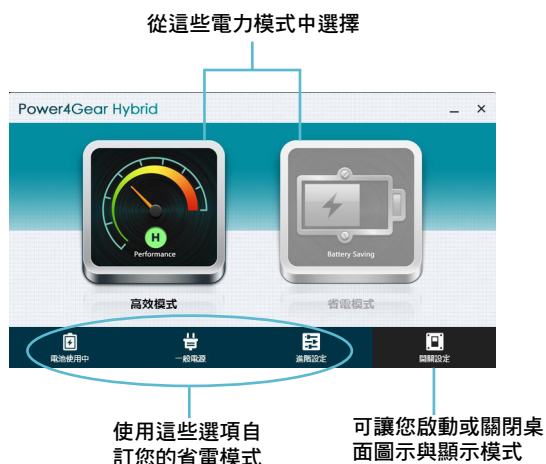 從這些電力模式中選擇
Power4Gear Hybrid
H
Performance
Battery Saving
高效模式
省電模式
電池使用中
一般電源
進階設定
開關設定
使用這些選項自
訂您的省電模式
可讓您啟動或關閉桌
面圖示與顯示模式